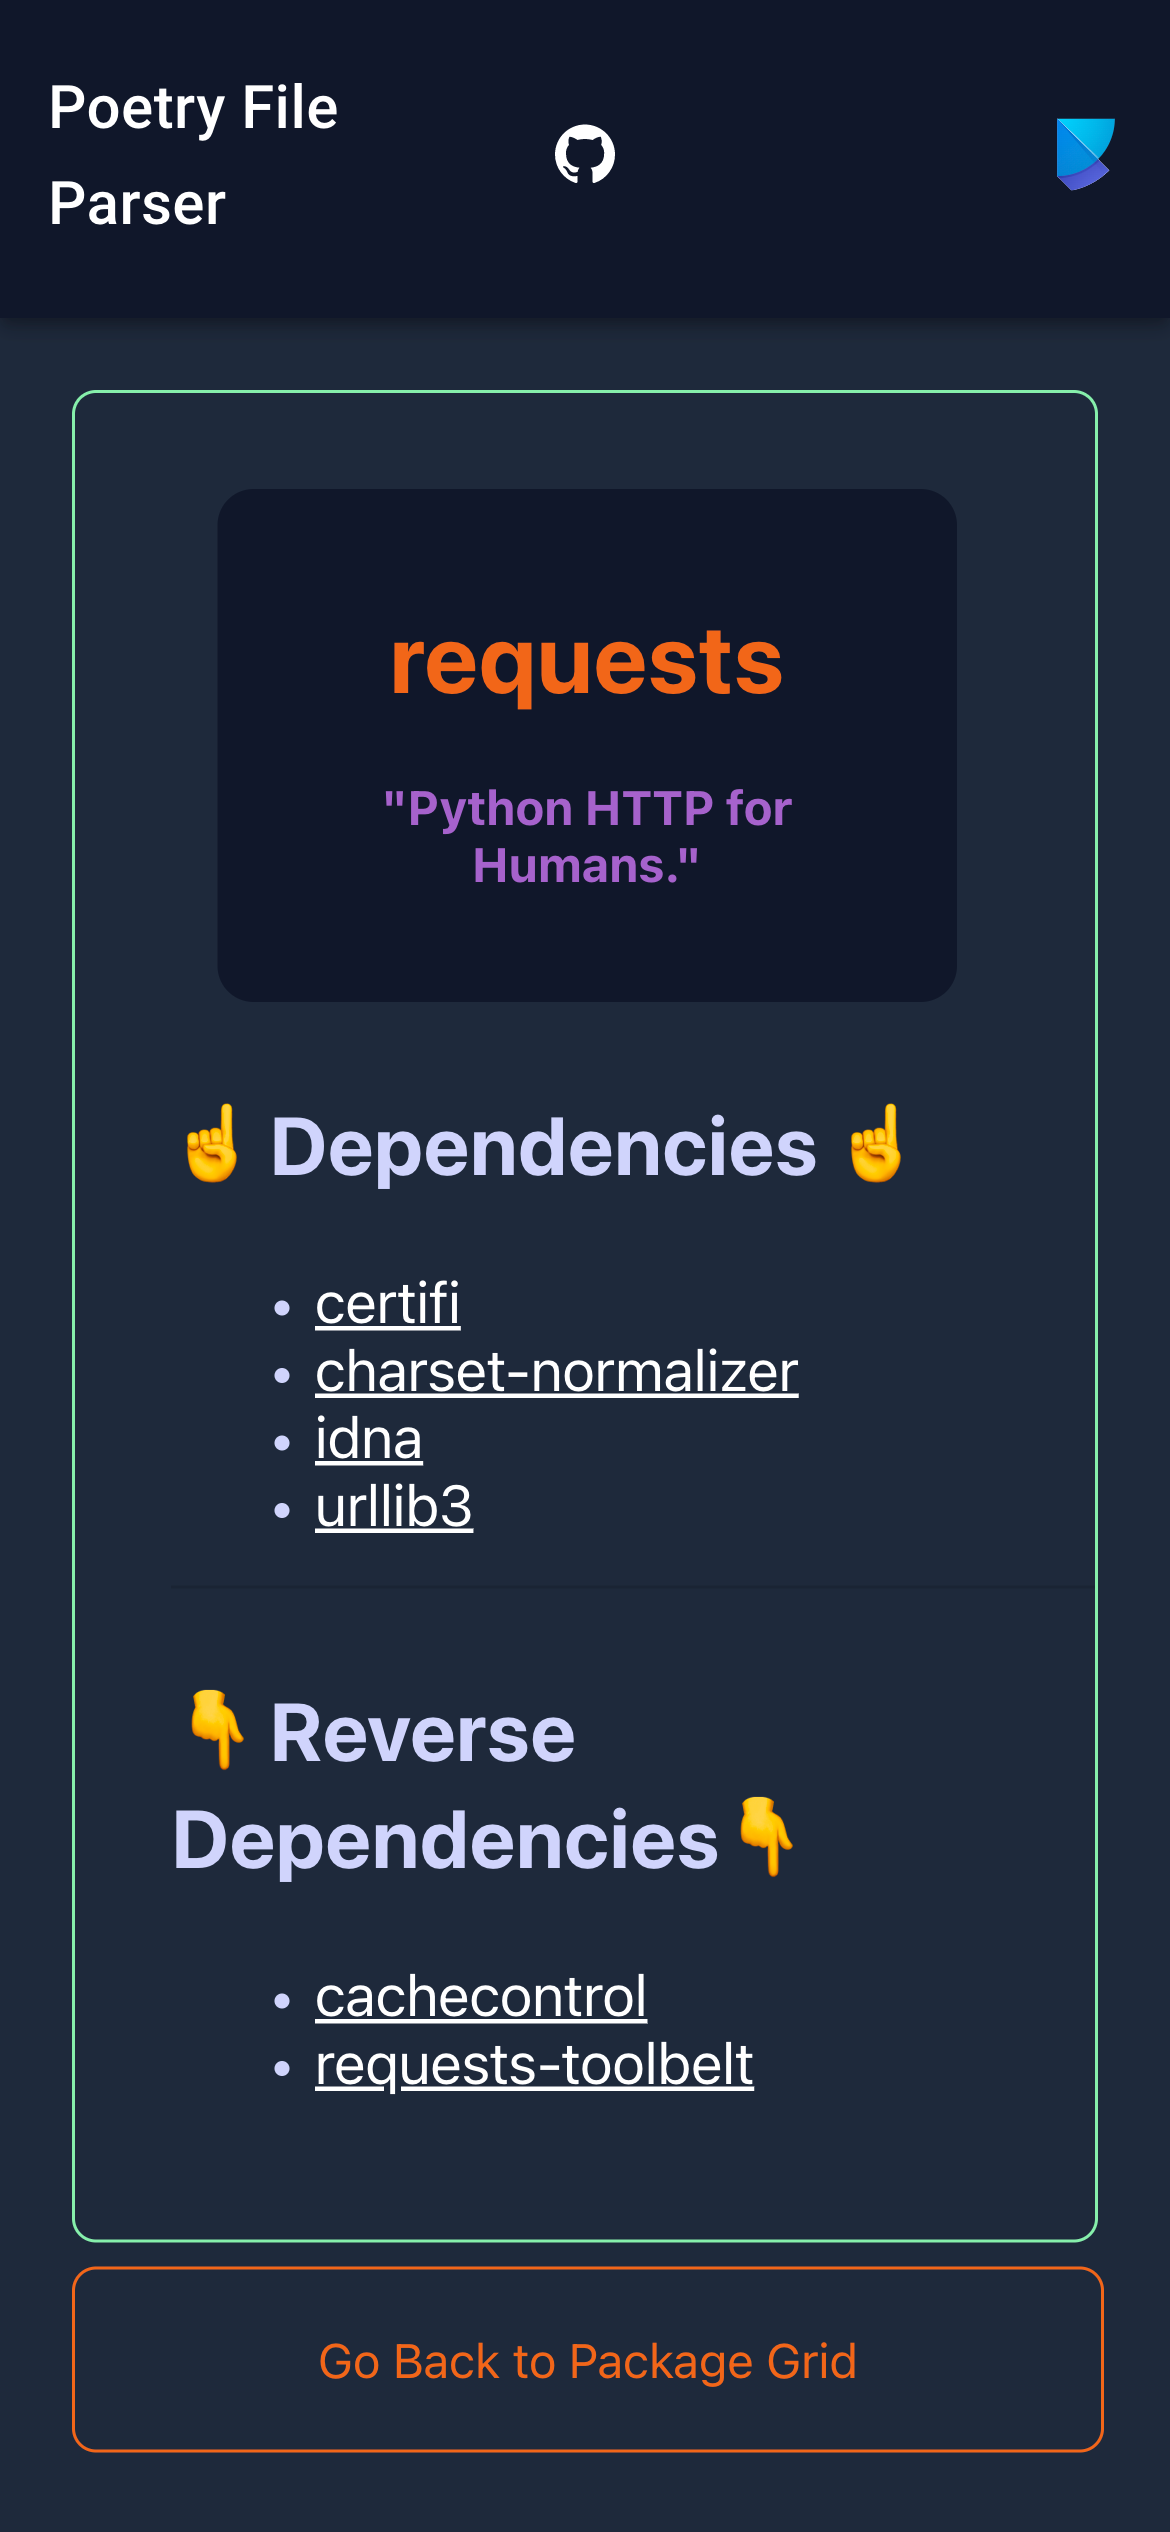 Poetry File
Parser
requests
"Python HTTP for
Humans."
☝️ Dependencies ☝️
• certifi
• charset-normalizer
• idna
• urllib3
👇 Reverse
Dependencies👇
• cachecontrol
• requests-toolbelt
Go Back to Package Grid